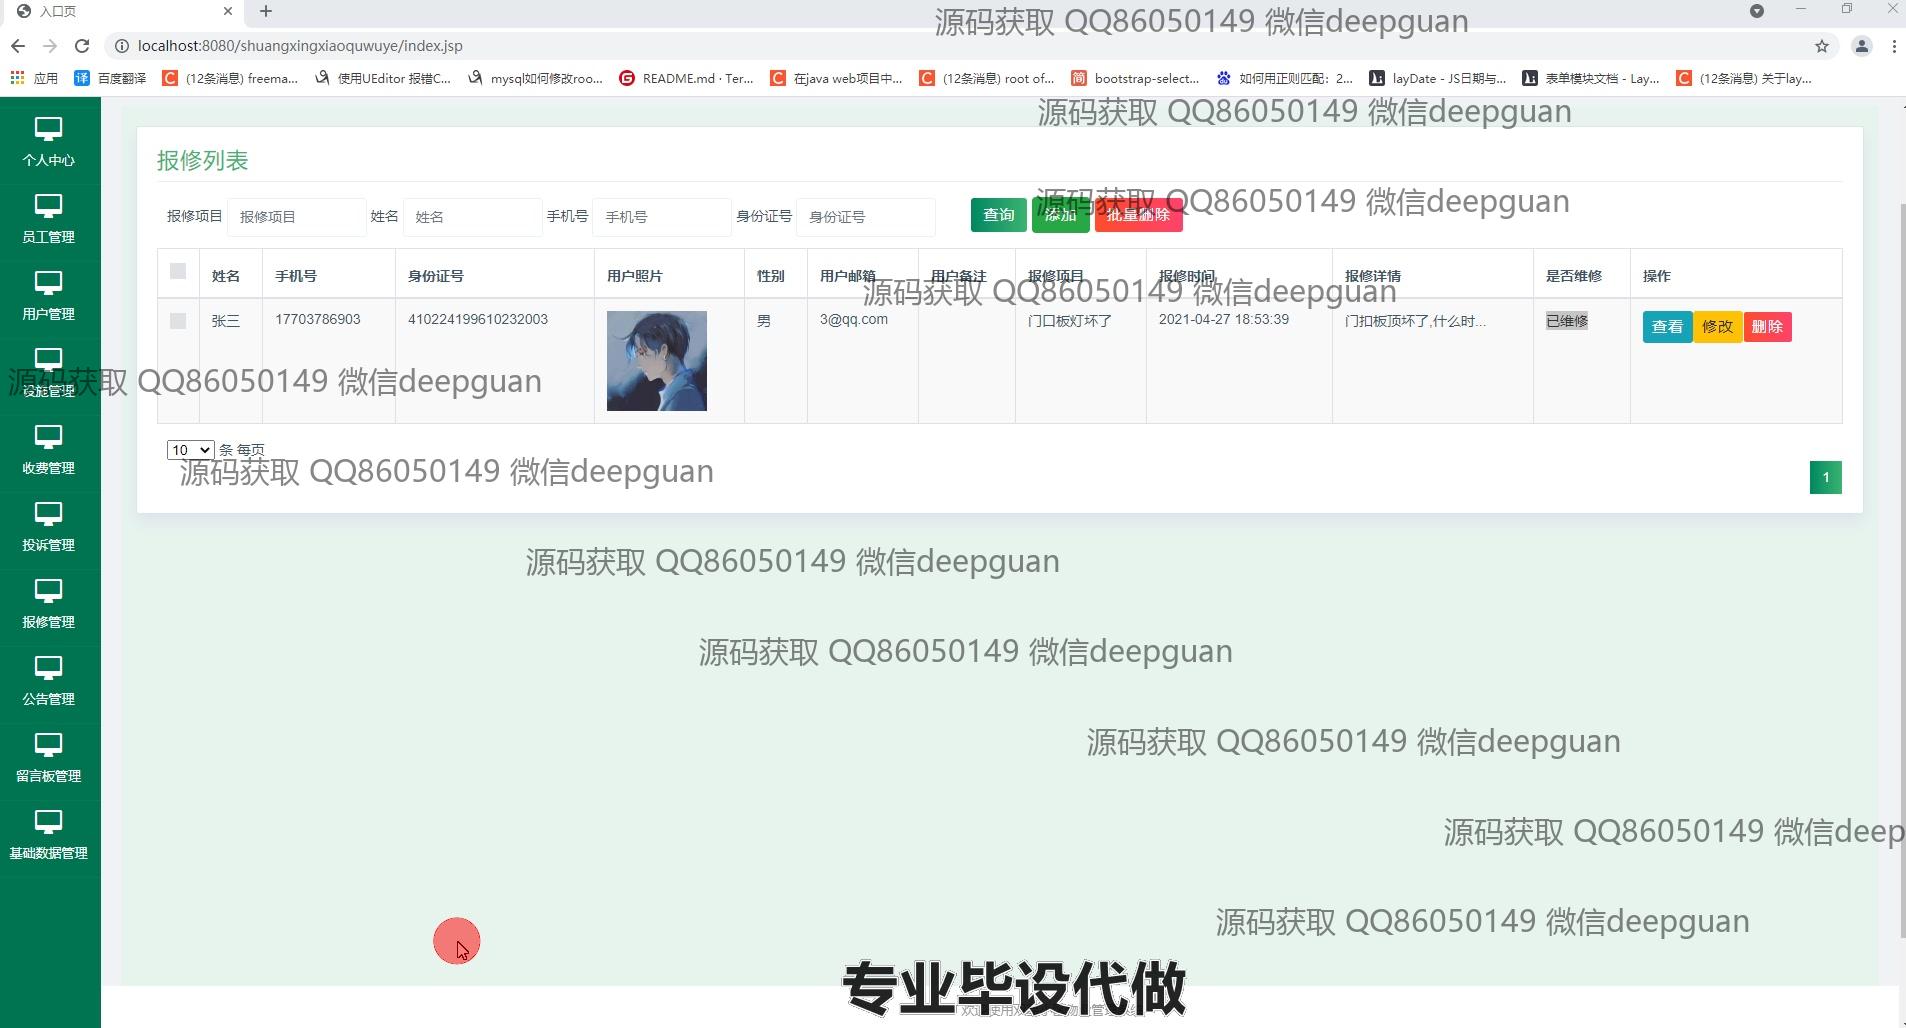 入口页
源码获取 QQ86050149 微信deepguan
localhost:8080/shuangxingxiaoquwuye/index.jsp
应用 百度翻译 (12条消息) freema... 使用UEditor 报错C... mysql如何修改roo... README.md · Ter... 在java web项目中... (12条消息) root of... bootstrap-select... 如何用正则匹配：2... layDate - JS日期与... 表单模块文档 - Lay... (12条消息) 关于lay...
源码获取 QQ86050149 微信deepguan
个人中心
报修列表
源码获取 QQ86050149 微信deepguan
报修项目 报修项目 姓名 姓名 手机号 手机号 身份证号 身份证号 查询 添加 批量删除
员工管理
姓名 手机号 身份证号 用户照片 性别 用户邮箱 用户备注 报修项目 报修时间 报修详情 是否维修 操作
源码获取 QQ86050149 微信deepguan
用户管理
张三 17703786903 410224199610232003 男 3@qq.com 门口板灯坏了 2021-04-27 18:53:39 门扣板顶坏了,什么时... 已维修 查看 修改 删除
源码获取 QQ86050149 微信deepguan
设施管理
10 条 每页
收费管理
源码获取 QQ86050149 微信deepguan
1
投诉管理
源码获取 QQ86050149 微信deepguan
报修管理
源码获取 QQ86050149 微信deepguan
公告管理
源码获取 QQ86050149 微信deepguan
留言板管理
源码获取 QQ86050149 微信deep
基础数据管理
源码获取 QQ86050149 微信deepguan
专业毕设代做